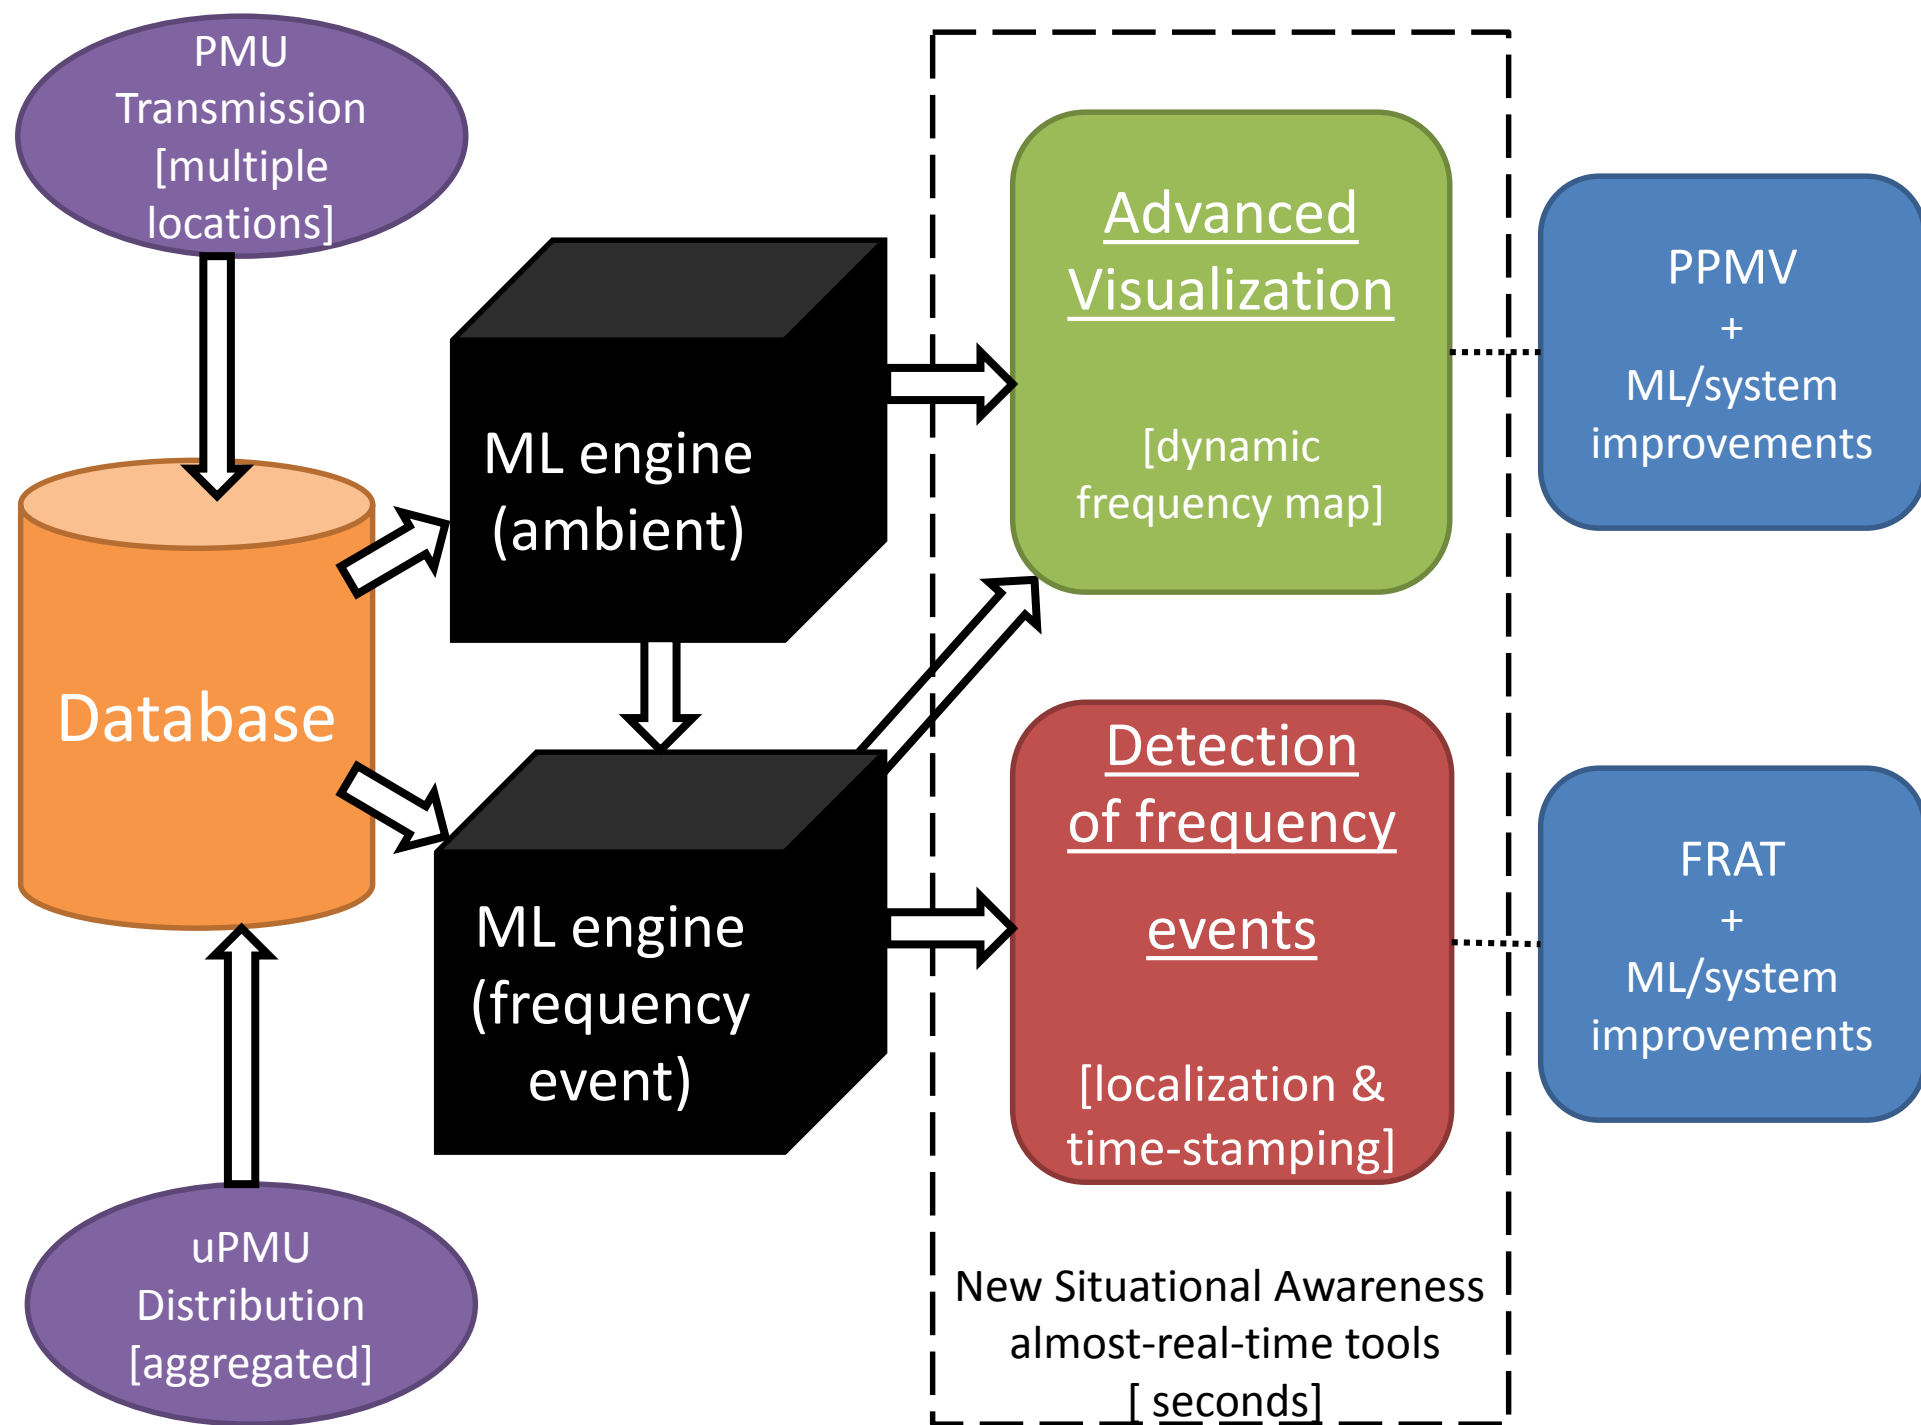 PMU
Transmission
[multiple
locations]
Database
uPMU
Distribution
[aggregated]
ML engine
(ambient)
ML engine
(frequency
event)
Advanced
Visualization
[dynamic
frequency map]
Detection
of frequency
events
[localization &
time-stamping]
New Situational Awareness
almost-real-time tools
[ seconds]
PPMV
+
ML/system
improvements
FRAT
+
ML/system
improvements